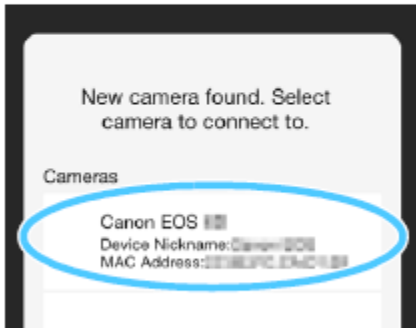 New camera found. Select
camera to connect to.
Cameras
Canon EOS
Device Nickname:
MAC Address: